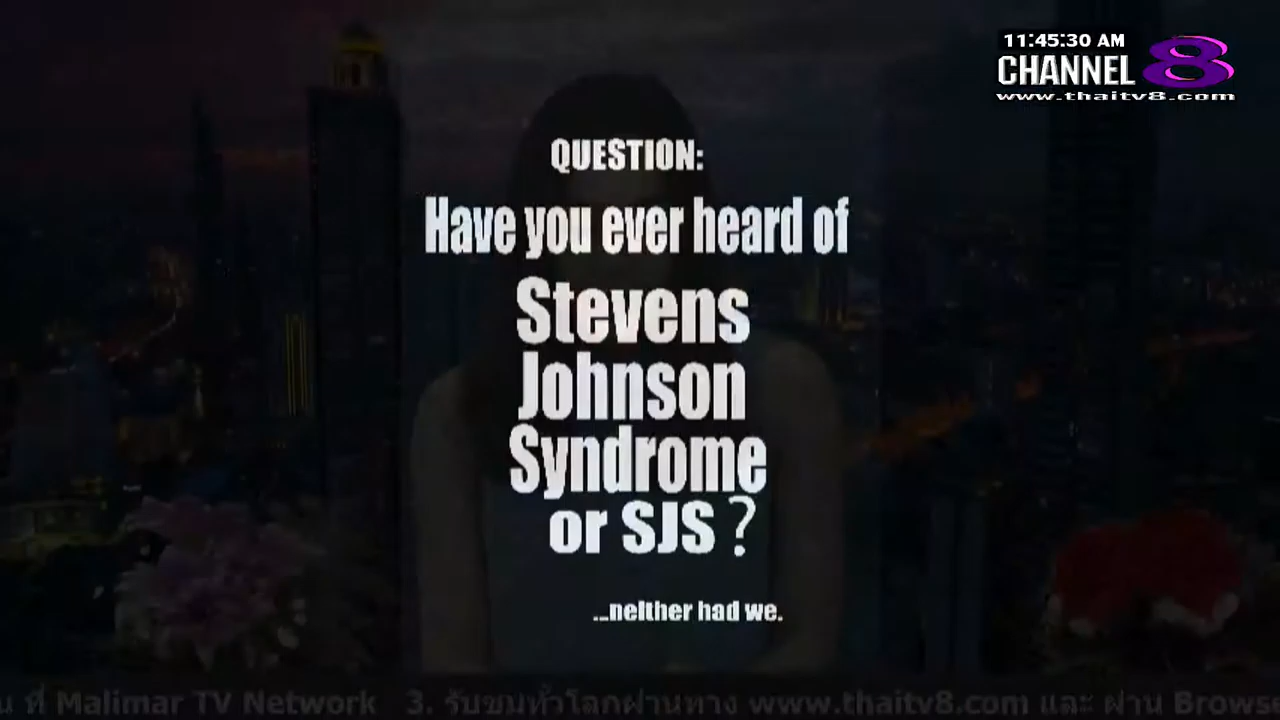 11:45:30 AM
CHANNEL 8
www.thaitv8.com
QUESTION:
Have you ever heard of
Stevens
Johnson
Syndrome
or SJS ?
...neither had we.
ที่ Malimar TV Network 3. รับชมทั่วโลกผ่านทาง www.thaitv8.com และ ผ่าน Browse